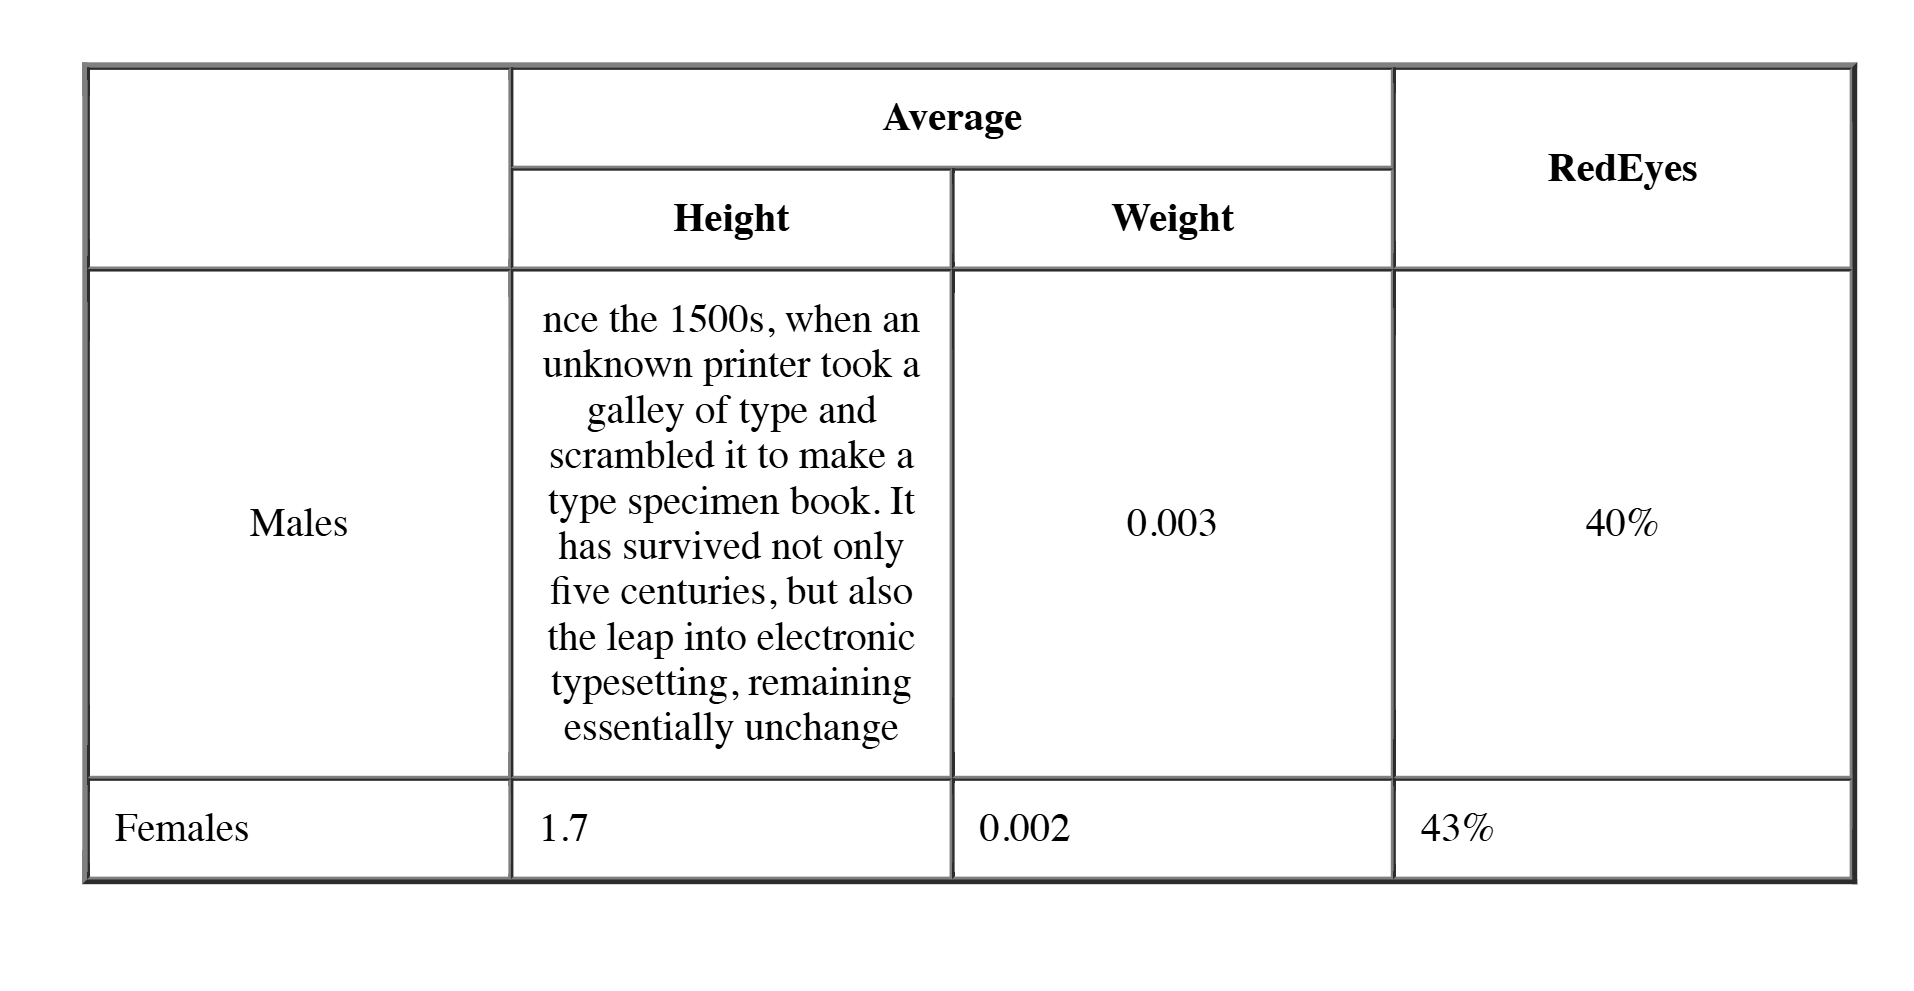 Average
RedEyes
Height
Weight
Males
nce the 1500s, when an
unknown printer took a
galley of type and
scrambled it to make a
type specimen book. It
has survived not only
five centuries, but also
the leap into electronic
typesetting, remaining
essentially unchange
0.003
40%
Females
1.7
0.002
43%